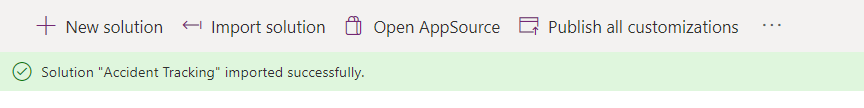 New solution Import solution Open AppSource Publish all customizations ...
Solution "Accident Tracking" imported successfully.